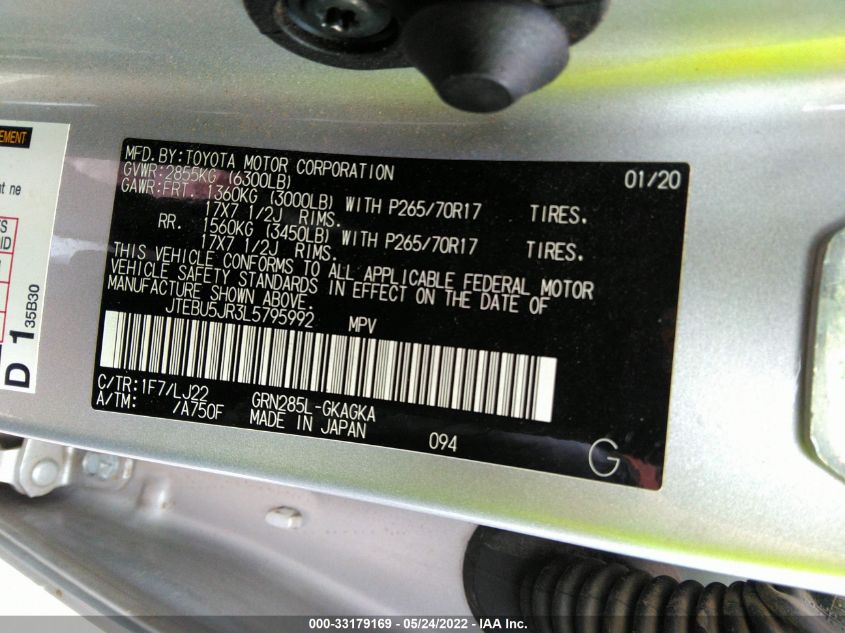 EMENT
t ne
TS
ID
D 1 35B30
MFD.BY:TOYOTA MOTOR CORPORATION 01/20
GVWR:2855KG (6300LB)
GAWR:FRT. 1360KG (3000LB) WITH P265/70R17 TIRES.
17X7 1/2J RIMS.
RR. 1560KG (3450LB) WITH P265/70R17 TIRES.
17X7 1/2J RIMS.
THIS VEHICLE CONFORMS TO ALL APPLICABLE FEDERAL MOTOR
VEHICLE SAFETY STANDARDS IN EFFECT ON THE DATE OF
MANUFACTURE SHOWN ABOVE.
JTEBU5JR3L5795992 MPV
C/TR:1F7/LJ22 GRN285L-GKAGKA
A/TM: /A750F MADE IN JAPAN 094
G
000-33179169 - 05/24/2022 - IAA Inc.